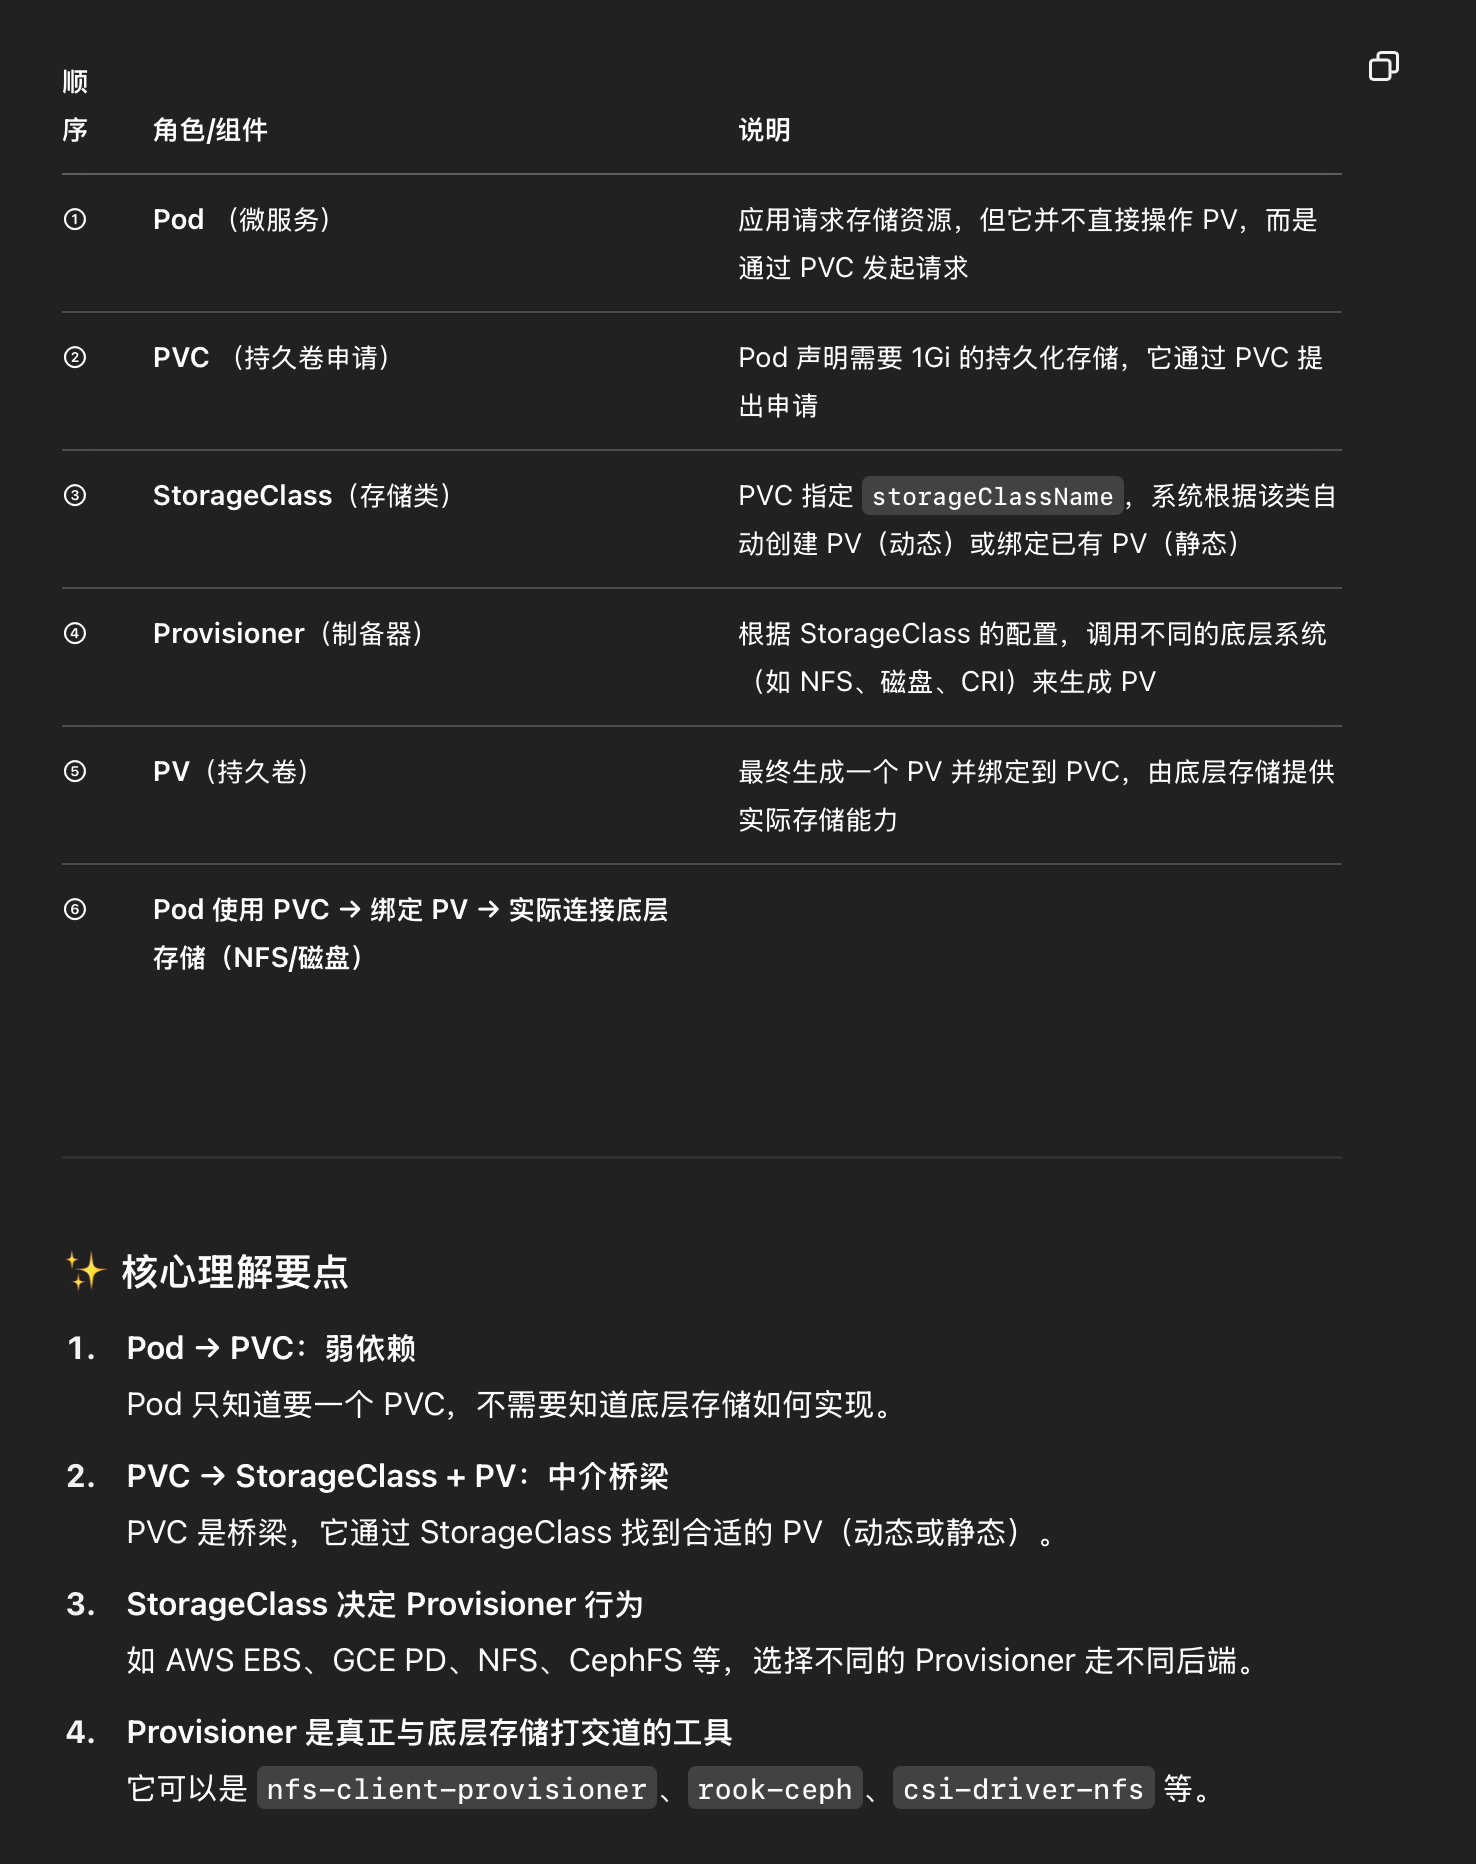 顺
序 角色/组件 说明
① Pod （微服务） 应用请求存储资源，但它并不直接操作 PV，而是
通过 PVC 发起请求
② PVC （持久卷申请） Pod 声明需要 1Gi 的持久化存储，它通过 PVC 提
出申请
③ StorageClass（存储类） PVC 指定 storageClassName，系统根据该类自
动创建 PV（动态）或绑定已有 PV（静态）
④ Provisioner（制备器） 根据 StorageClass 的配置，调用不同的底层系统
（如 NFS、磁盘、CRI）来生成 PV
⑤ PV（持久卷） 最终生成一个 PV 并绑定到 PVC，由底层存储提供
实际存储能力
⑥ Pod 使用 PVC → 绑定 PV → 实际连接底层
存储（NFS/磁盘）
✨ 核心理解要点
1. Pod → PVC：弱依赖
Pod 只知道要一个 PVC，不需要知道底层存储如何实现。
2. PVC → StorageClass + PV：中介桥梁
PVC 是桥梁，它通过 StorageClass 找到合适的 PV（动态或静态）。
3. StorageClass 决定 Provisioner 行为
如 AWS EBS、GCE PD、NFS、CephFS 等，选择不同的 Provisioner 走不同后端。
4. Provisioner 是真正与底层存储打交道的工具
它可以是 nfs-client-provisioner、rook-ceph、csi-driver-nfs 等。